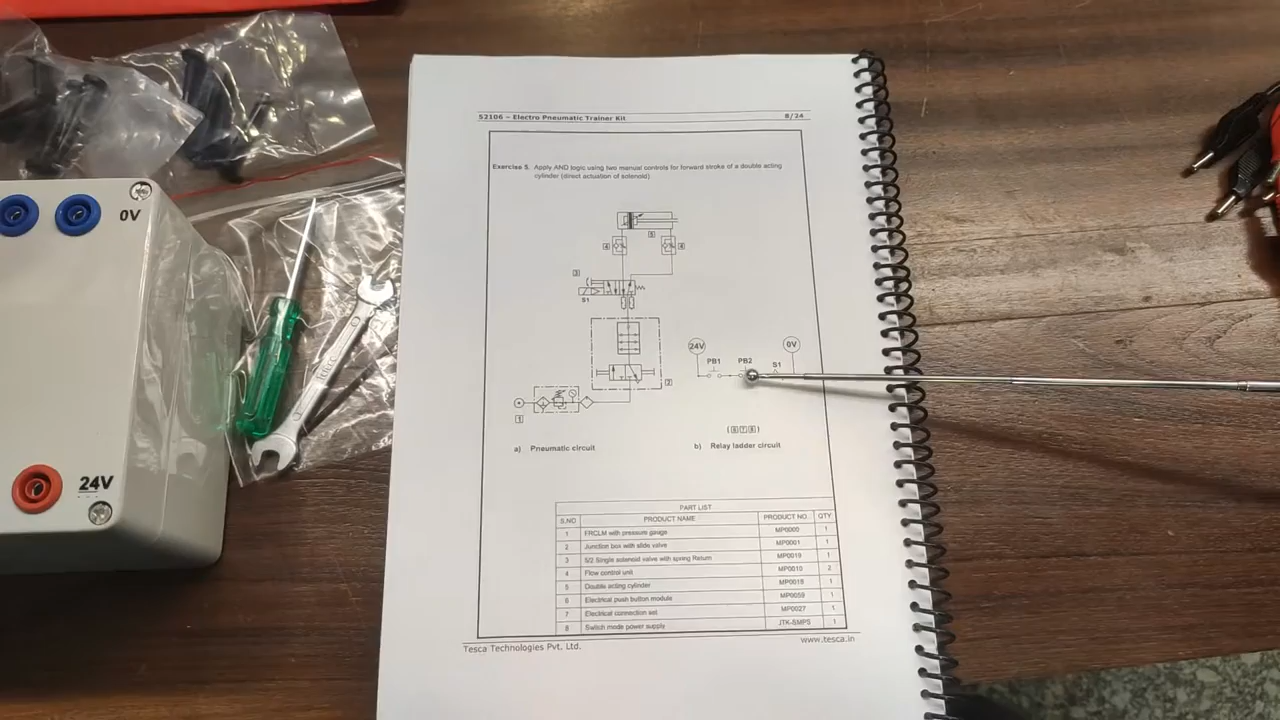 0V
24V
52106 – Electro Pneumatic Trainer Kit 8/24
Exercise 5. Apply AND logic using two manual controls for forward stroke of a double acting
cylinder (direct actuation of solenoid)
5
4 4
3
S1
24V 0V
PB1 PB2 S1
2
1
(6 7 8)
a) Pneumatic circuit b) Relay ladder circuit
PART LIST
S.NO PRODUCT NAME PRODUCT NO. QTY
1 FRCLM with pressure gauge MP0000 1
2 Junction box with slide valve MP0001 1
3 5/2 Single solenoid valve with spring Return MP0019 1
4 Flow control unit MP0015 2
5 Double acting cylinder MP0018 1
6 Electrical push button module MP0059 1
7 Electrical connection set MP0027 1
8 Switch mode power supply JTK-SMPS 1
Tesca Technologies Pvt. Ltd. www.tesca.in